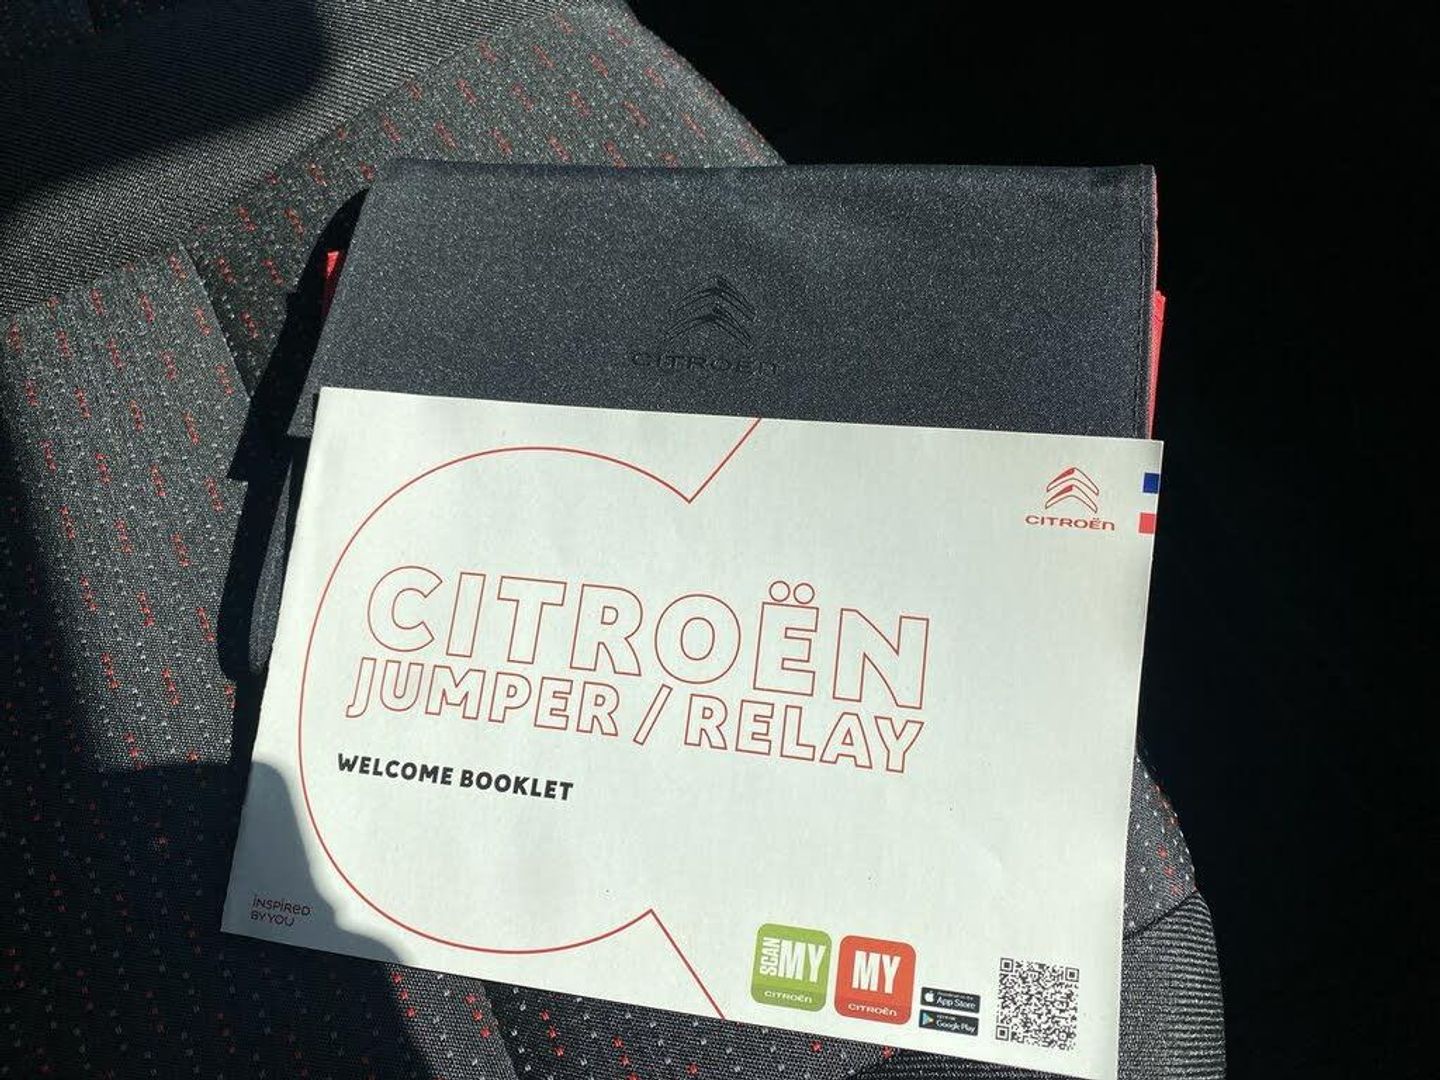 CITROËN
CITROËN
CITROËN
JUMPER / RELAY
WELCOME BOOKLET
INSPIRED
BY YOU
SCAN MY
CITROËN
MY
CITROËN
App Store
Google Play